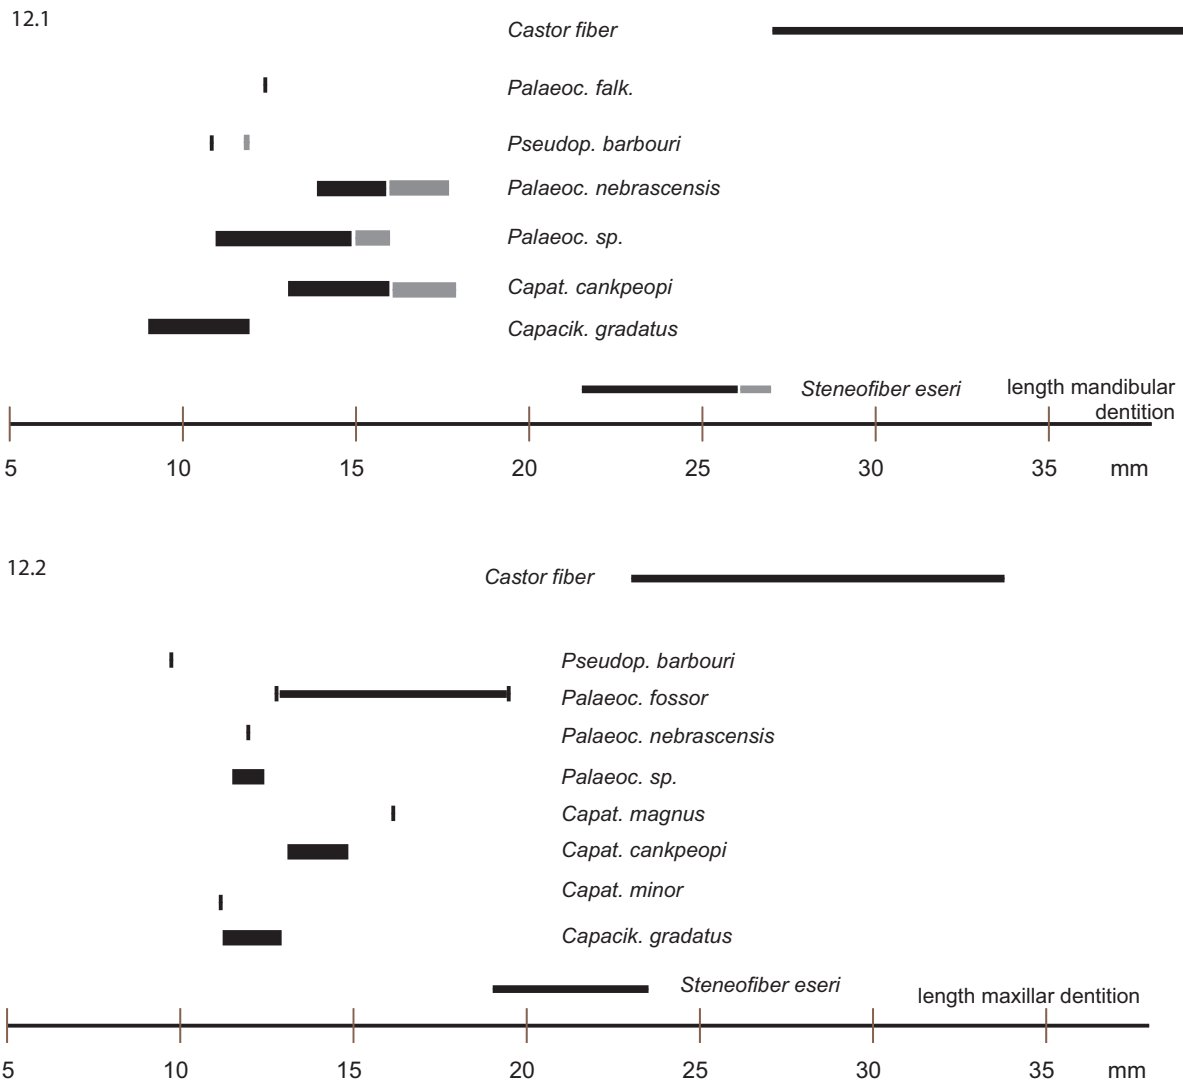 12.1
Castor fiber
Palaeoc. falk.
Pseudop. barbouri
Palaeoc. nebrascensis
Palaeoc. sp.
Capat. cankpeopi
Capacik. gradatus
Steneofiber eseri
length mandibular
dentition
5 10 15 20 25 30 35 mm
12.2
Castor fiber
Pseudop. barbouri
Palaeoc. fossor
Palaeoc. nebrascensis
Palaeoc. sp.
Capat. magnus
Capat. cankpeopi
Capat. minor
Capacik. gradatus
Steneofiber eseri
length maxillar dentition
5 10 15 20 25 30 35 mm